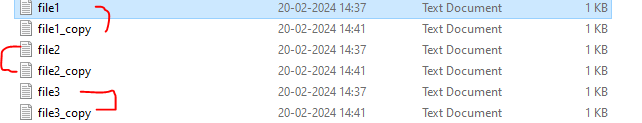 file1 20-02-2024 14:37 Text Document 1 KB
file1_copy 20-02-2024 14:41 Text Document 1 KB
file2 20-02-2024 14:37 Text Document 1 KB
file2_copy 20-02-2024 14:41 Text Document 1 KB
file3 20-02-2024 14:37 Text Document 1 KB
file3_copy 20-02-2024 14:41 Text Document 1 KB